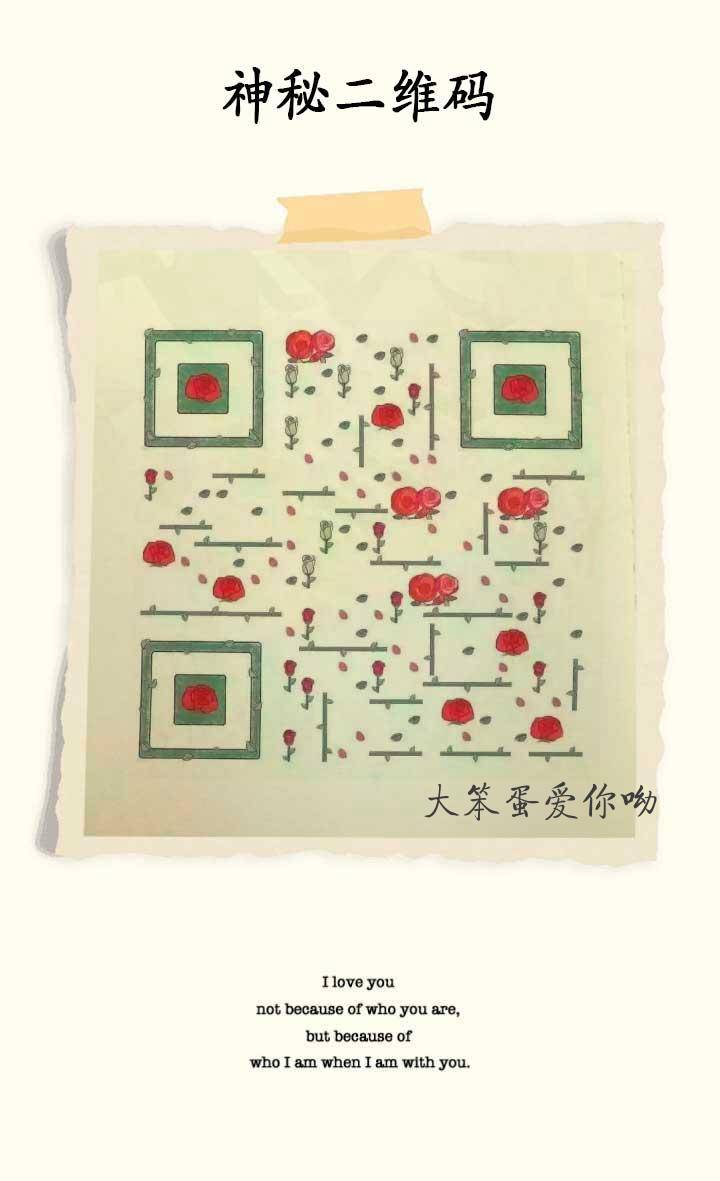 神秘二维码
大笨蛋爱你呦
I love you
not because of who you are,
but because of
who I am when I am with you.